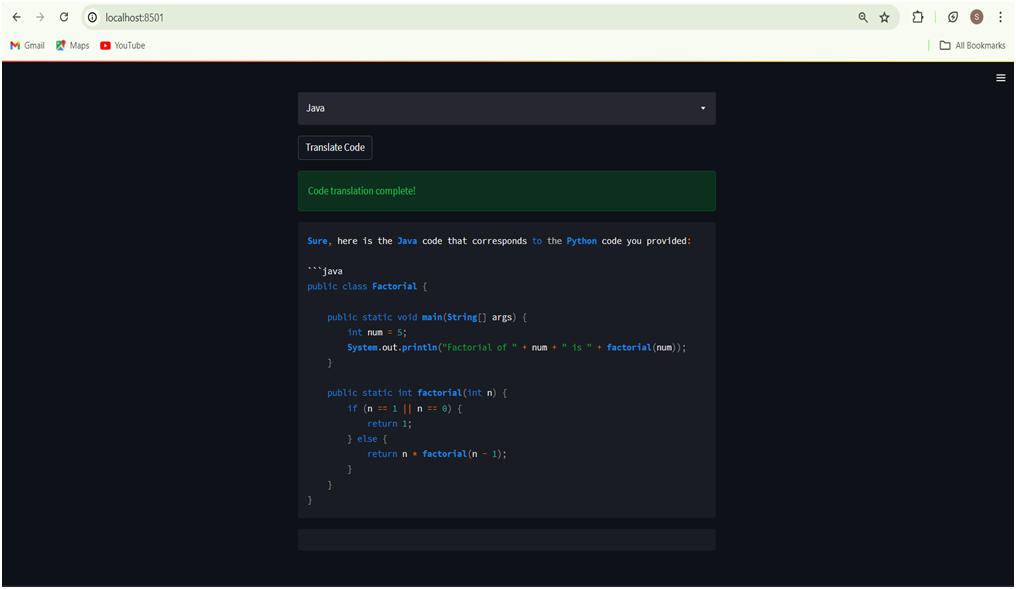 localhost:8501
S
Gmail Maps YouTube All Bookmarks
Java
Translate Code
Code translation complete!
Sure, here is the Java code that corresponds to the Python code you provided:
```java
public class Factorial {
public static void main(String[] args) {
int num = 5;
System.out.println("Factorial of " + num + " is " + factorial(num));
}
public static int factorial(int n) {
if (n == 1 || n == 0) {
return 1;
} else {
return n * factorial(n - 1);
}
}
}